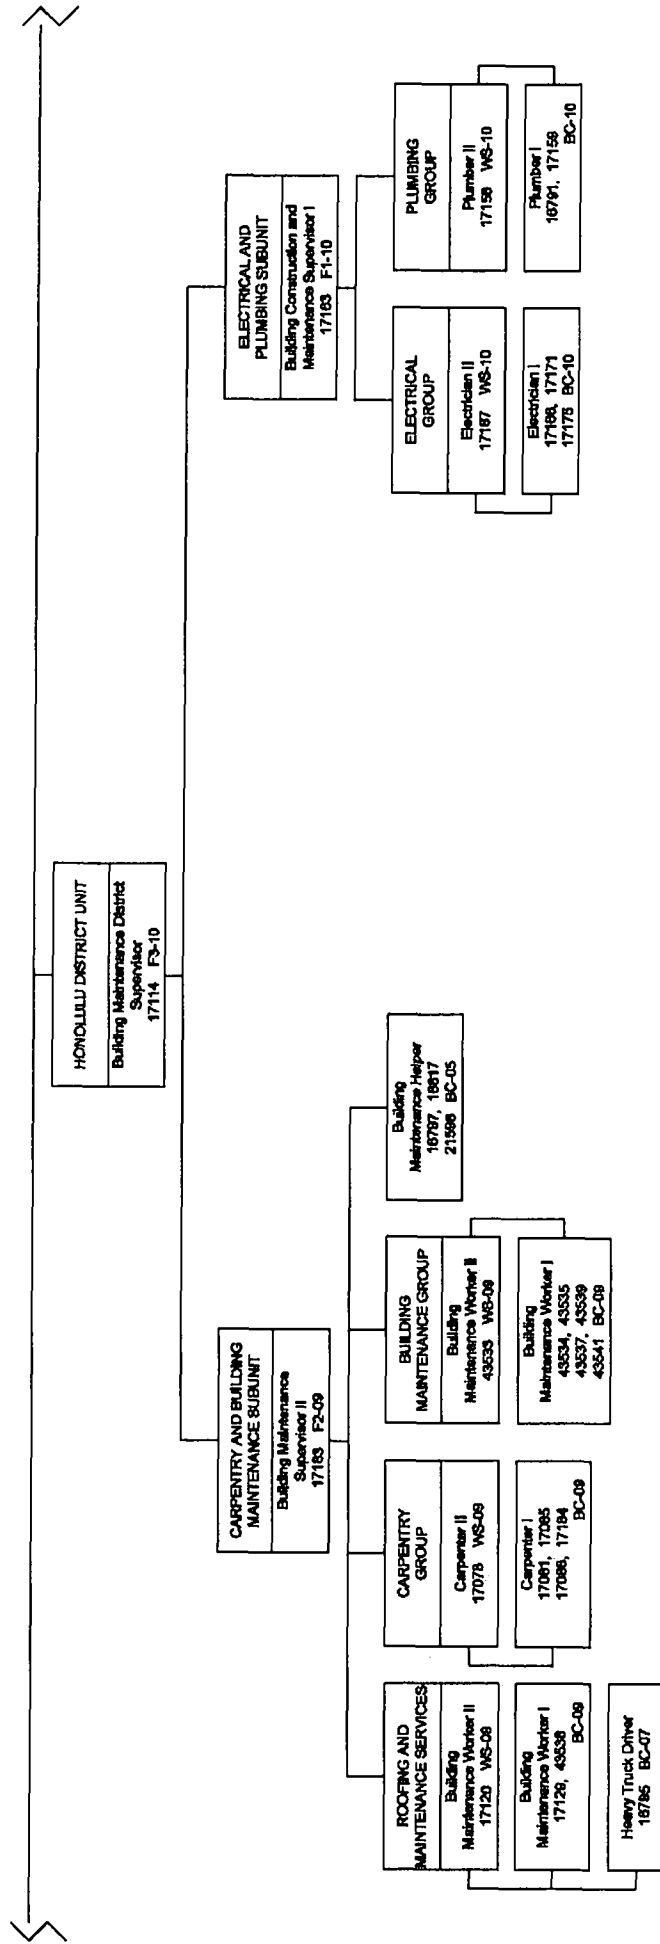 HONOLULU DISTRICT UNIT
Building Maintenance District
Supervisor
17114 F3-10
CARPENTRY AND BUILDING
MAINTENANCE SUBUNIT
Building Maintenance
Supervisor II
17183 F2-09
ROOFING AND
MAINTENANCE SERVICES
Building
Maintenance Worker II
17120 WS-09
Building
Maintenance Worker I
17129, 43538
BC-09
Heavy Truck Driver
16795 BC-07
CARPENTRY
GROUP
Carpenter II
17078 WS-09
Carpenter I
17081, 17085
17086, 17184
BC-09
BUILDING
MAINTENANCE GROUP
Building
Maintenance Worker II
43533 WS-09
Building
Maintenance Worker I
43534, 43535
43537, 43539
43541 BC-09
Building
Maintenance Helper
16797, 18617
21596 BC-05
ELECTRICAL AND
PLUMBING SUBUNIT
Building Construction and
Maintenance Supervisor I
17163 F1-10
ELECTRICAL
GROUP
Electrician II
17167 WS-10
Electrician I
17166, 17171
17175 BC-10
PLUMBING
GROUP
Plumber II
17156 WS-10
Plumber I
16791, 17159
BC-10